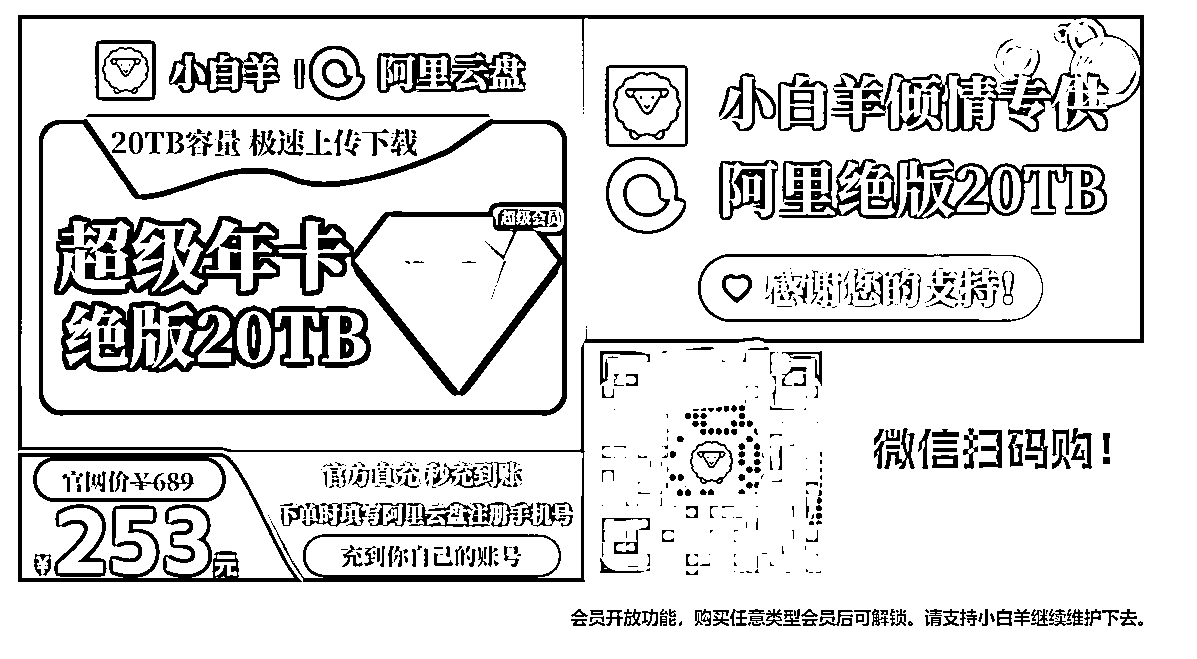 小白羊
阿里云盘
20TB容量 极速上传下载
超级会员
超级年卡
绝版20TB
官网价¥689
¥253元
官方直充 秒充到账
下单时填写阿里云盘注册手机号
充到你自己的账号
小白羊倾情专供
阿里绝版20TB
感谢您的支持!
微信扫码购!
会员开放功能，购买任意类型会员后可解锁。请支持小白羊继续维护下去。